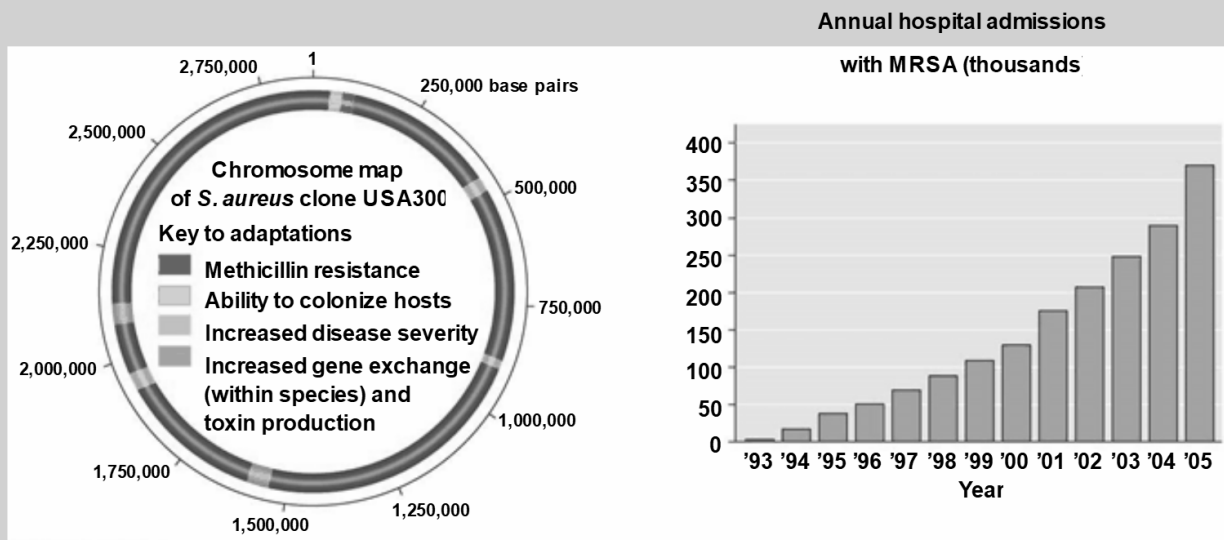 1
250,000 base pairs
500,000
750,000
1,000,000
1,250,000
1,500,000
1,750,000
2,000,000
2,250,000
2,500,000
2,750,000
Chromosome map
of S. aureus clone USA300
Key to adaptations
Methicillin resistance
Ability to colonize hosts
Increased disease severity
Increased gene exchange
(within species) and
toxin production
Annual hospital admissions
with MRSA (thousands
400
350
300
250
200
150
100
50
0
’93 ’94 ’95 ’96 ’97 ’98 ’99 ’00 ’01 ’02 ’03 ’04 ’05
Year